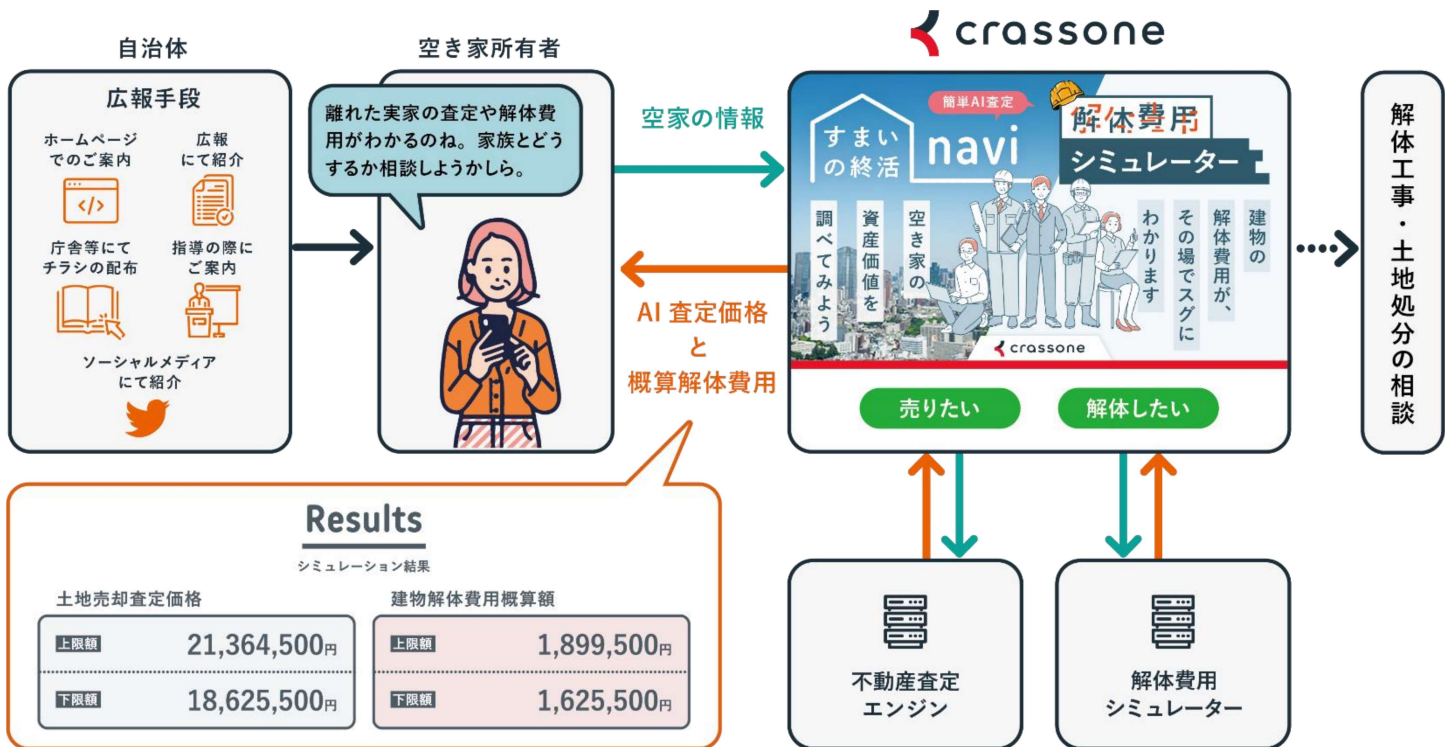 自治体
広報手段
ホームページ
でのご案内
広報
にて紹介
</>
庁舎等にて
チラシの配布
指導の際に
ご案内
ソーシャルメディア
にて紹介
空き家所有者
離れた実家の査定や解体費
用がわかるのね。家族とどう
するか相談しようかしら。
空家の情報
AI 査定価格
と
概算解体費用
crassone
すまい
の終活
navi
簡単AI査定
解体費用
シミュレーター
空き家の
資産価値を
調べてみよう
建物の
解体費用が、
その場でスグに
わかります
crassone
売りたい
解体したい
解体工事・土地処分の相談
Results
シミュレーション結果
土地売却査定価格
上限額 21,364,500円
下限額 18,625,500円
建物解体費用概算額
上限額 1,899,500円
下限額 1,625,500円
不動産査定
エンジン
解体費用
シミュレーター